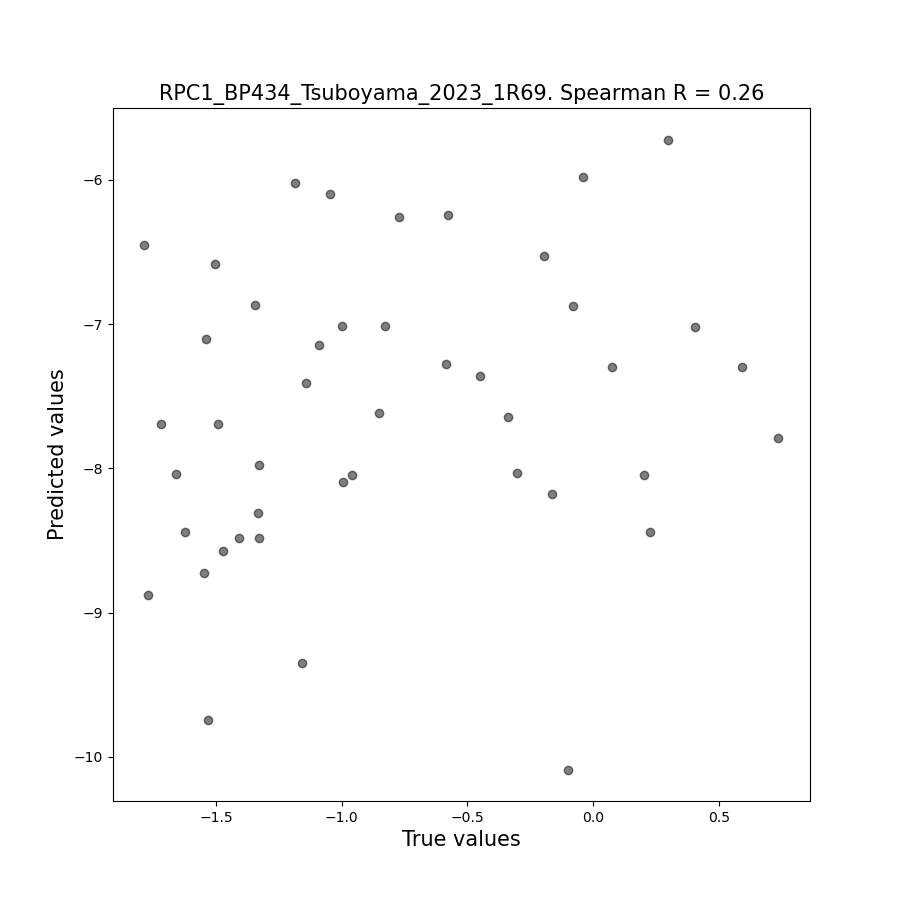 RPC1_BP434_Tsuboyama_2023_1R69. Spearman R = 0.26
−6
−7
−8
−9
−10
Predicted values
−1.5 −1.0 −0.5 0.0 0.5
True values